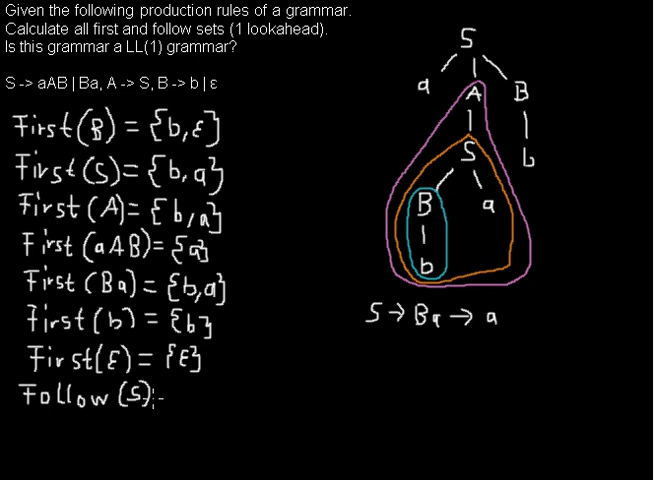 Given the following production rules of a grammar.
Calculate all first and follow sets (1 lookahead).
Is this grammar a LL(1) grammar?
S -> aAB | Ba, A -> S, B -> b | ε
First(B) = {b,ε}
First(S) = {b,a}
First(A) = {b,a}
First(aAB) = {a}
First(Ba) = {b,a}
First(b) = {b}
First(ε) = {ε}
Follow(S) =
S
a A B
S b
B a
b
S → Ba → a